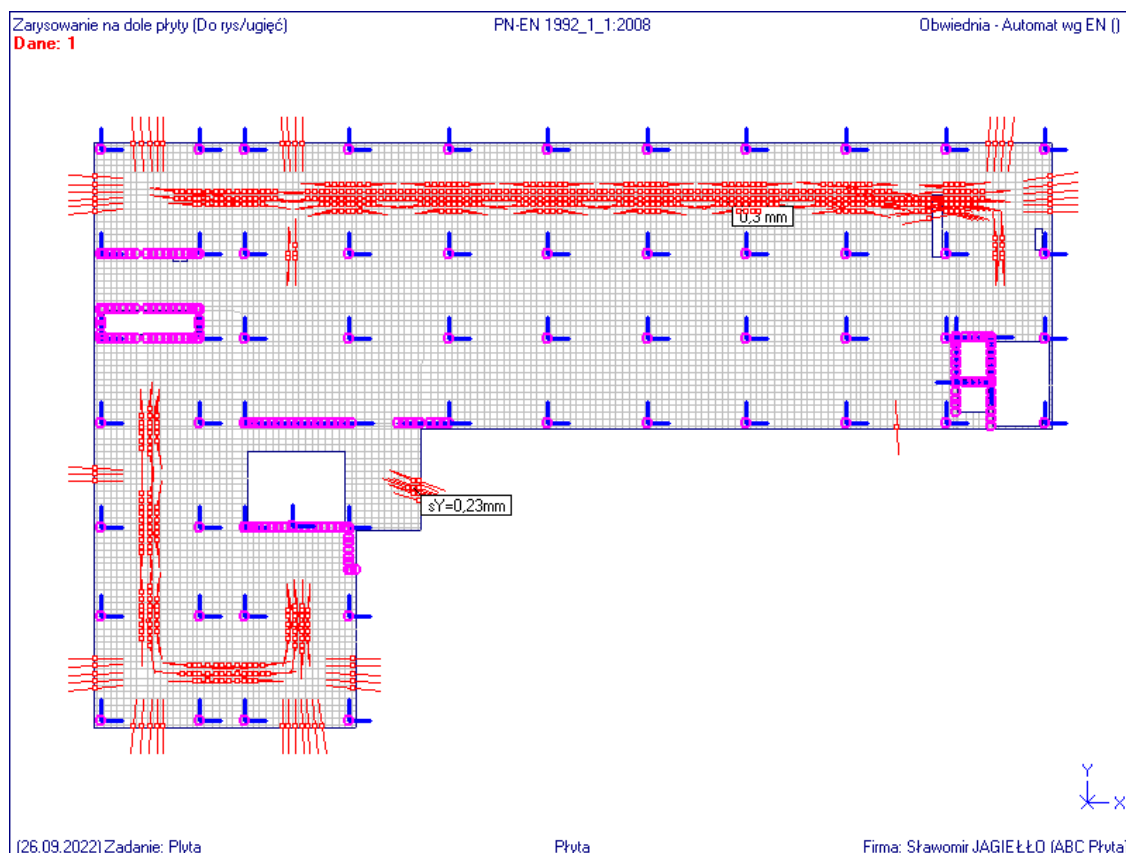 Zarysowanie na dole płyty (Do rys/ugięć) PN-EN 1992_1_1:2008 Obwiednia - Automat wg EN ()
Dane: 1
0,3 mm
sY=0,23mm
Y
X
(26.09.2022) Zadanie: Plyta Płyta Firma: Sławomir JAGIEŁŁO (ABC Płyta)